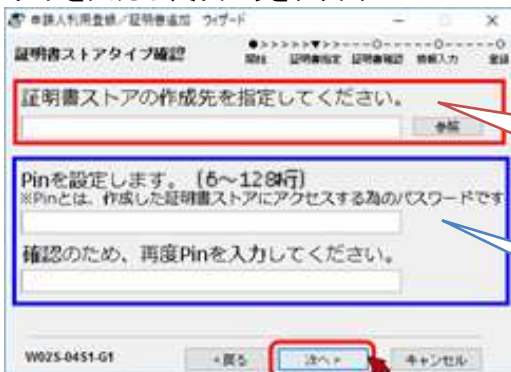 申請人利用登録／証明書追加 ウィザード
証明書ストアタイプ確認
開始 証明書指定 証明書確認 情報入力 登録
証明書ストアの作成先を指定してください。
参照
Pinを設定します。（6～128桁）
※Pinとは、作成した証明書ストアにアクセスする為のパスワードです
確認のため、再度Pinを入力してください。
W025-0451-G1
<戻る 次へ> キャンセル